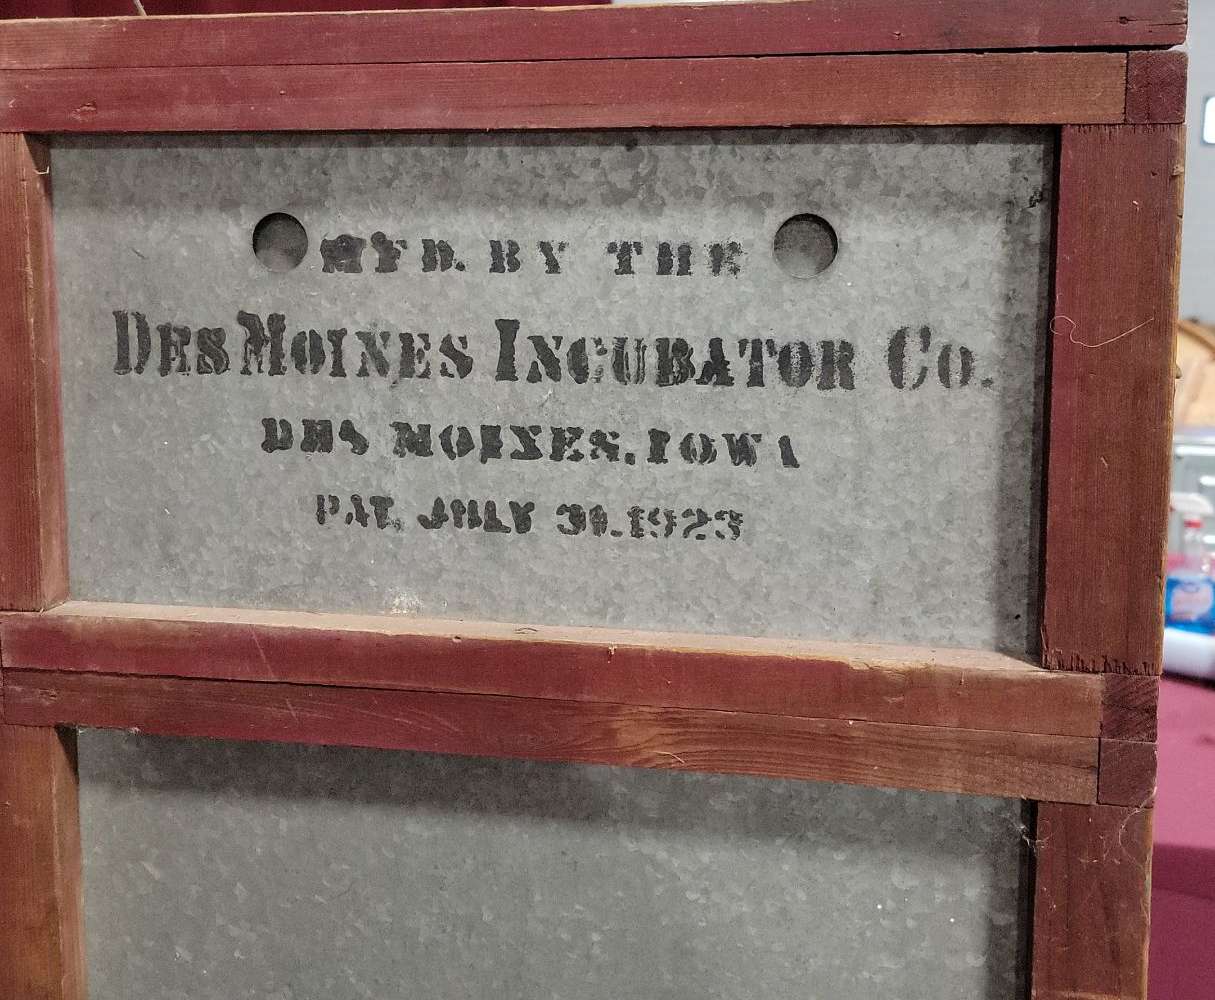 MFD. BY THE
DES MOINES INCUBATOR CO.
DES MOINES, IOWA
PAT. JULY 31.1923